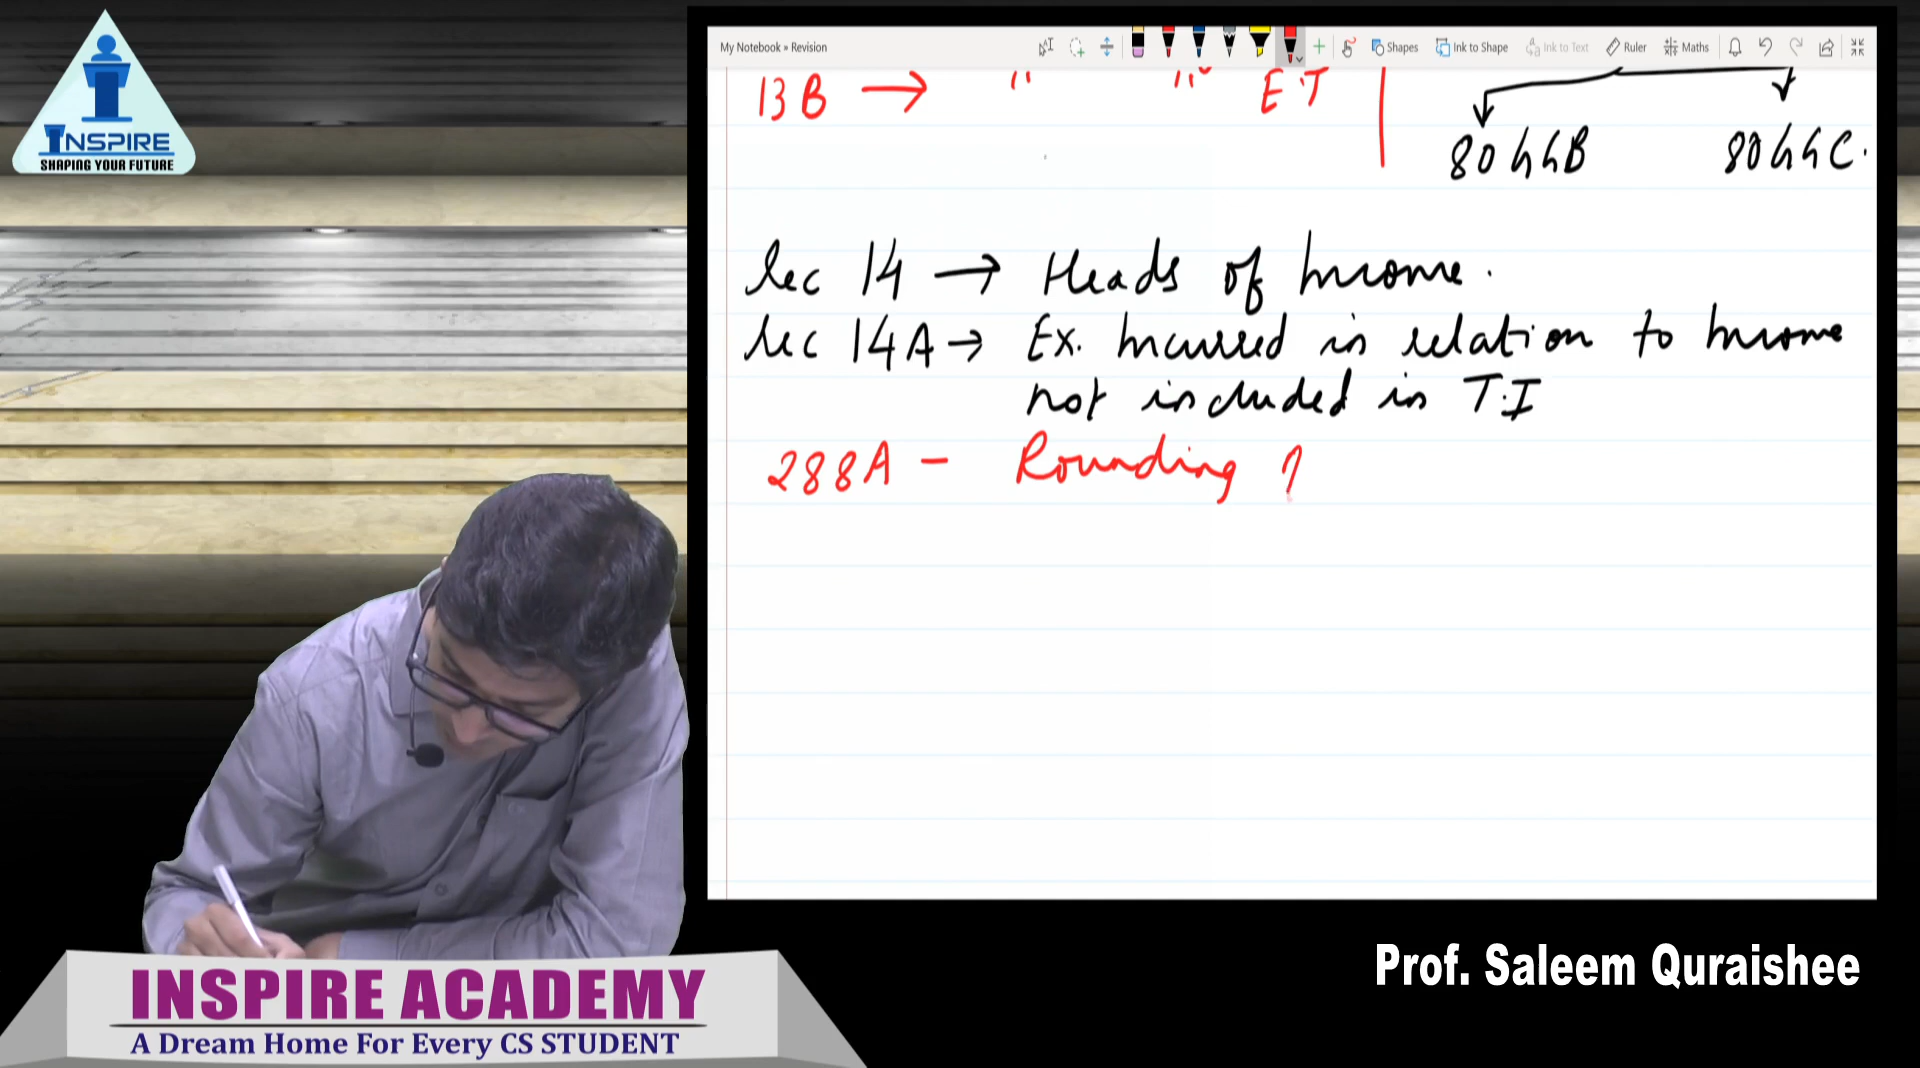 INSPIRE
SHAPING YOUR FUTURE
My Notebook » Revision
Shapes
Ink to Shape
Ink to Text
Ruler
Maths
13B → " " ET
80GGB
80GGC.
Sec 14 → Heads of Income.
Sec 14A → Ex. Incurred in relation to Income
not included in T.I
288A - Rounding
INSPIRE ACADEMY
A Dream Home For Every CS STUDENT
Prof. Saleem Quraishee